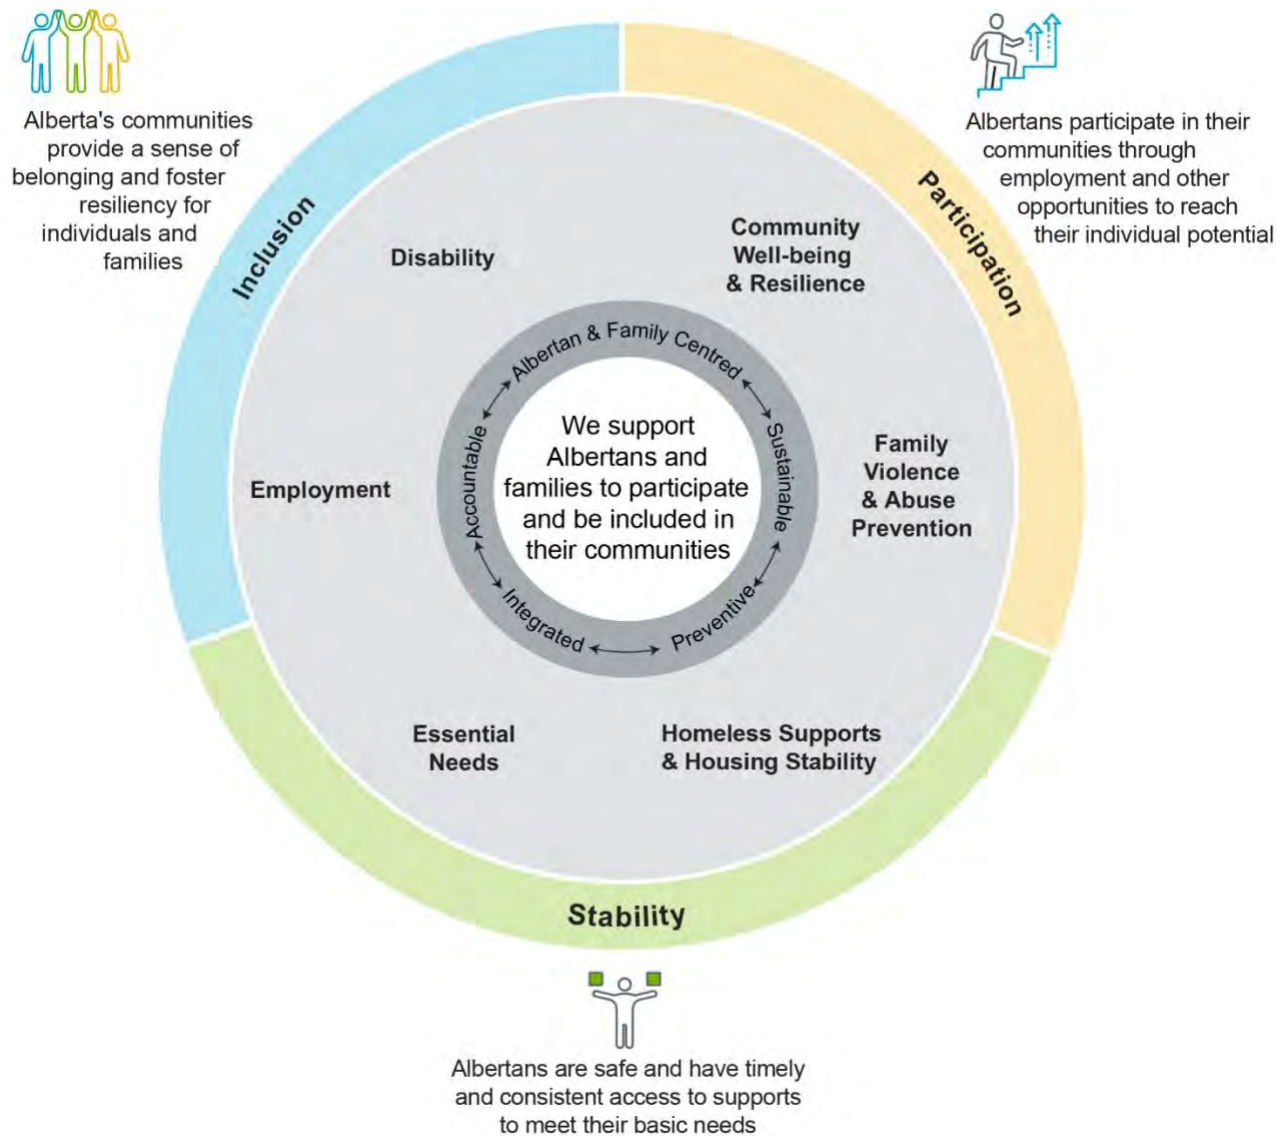 Alberta's communities
provide a sense of
belonging and foster
resiliency for
individuals and
families
Albertans participate in their
communities through
employment and other
opportunities to reach
their individual potential
Inclusion
Participation
Disability
Community
Well-being
& Resilience
Employment
Family
Violence
& Abuse
Prevention
Albertan & Family Centred
Accountable
Sustainable
Integrated
Preventive
We support
Albertans and
families to participate
and be included in
their communities
Essential
Needs
Homeless Supports
& Housing Stability
Stability
Albertans are safe and have timely
and consistent access to supports
to meet their basic needs